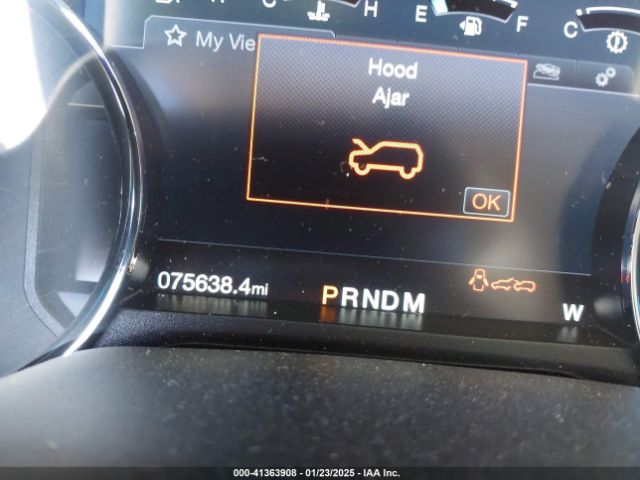 H E F C
My Vie
Hood
Ajar
OK
075638.4mi
PRNDM
W
000-41363908 - 01/23/2025 - IAA Inc.